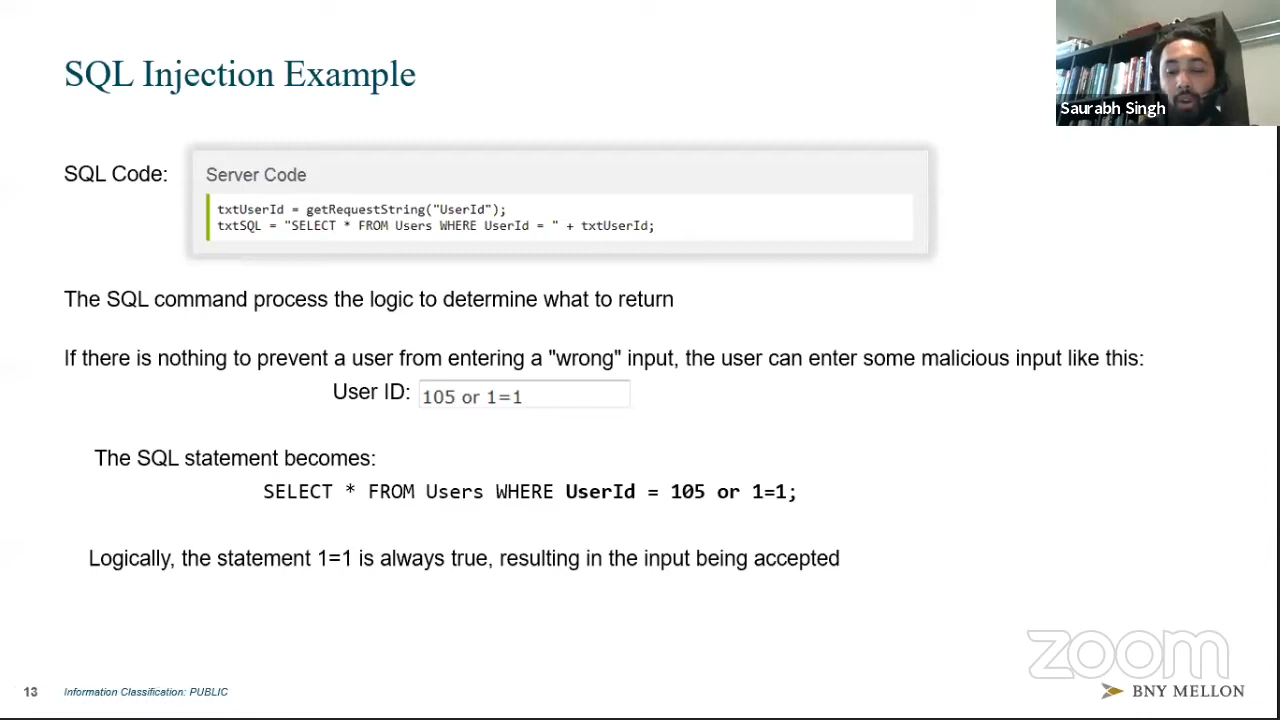 SQL Injection Example
Saurabh Singh
SQL Code:
Server Code
txtUserId = getRequestString("UserId");
txtSQL = "SELECT * FROM Users WHERE UserId = " + txtUserId;
The SQL command process the logic to determine what to return
If there is nothing to prevent a user from entering a "wrong" input, the user can enter some malicious input like this:
User ID: 105 or 1=1
The SQL statement becomes:
SELECT * FROM Users WHERE UserId = 105 or 1=1;
Logically, the statement 1=1 is always true, resulting in the input being accepted
zoom
13 Information Classification: PUBLIC
BNY MELLON